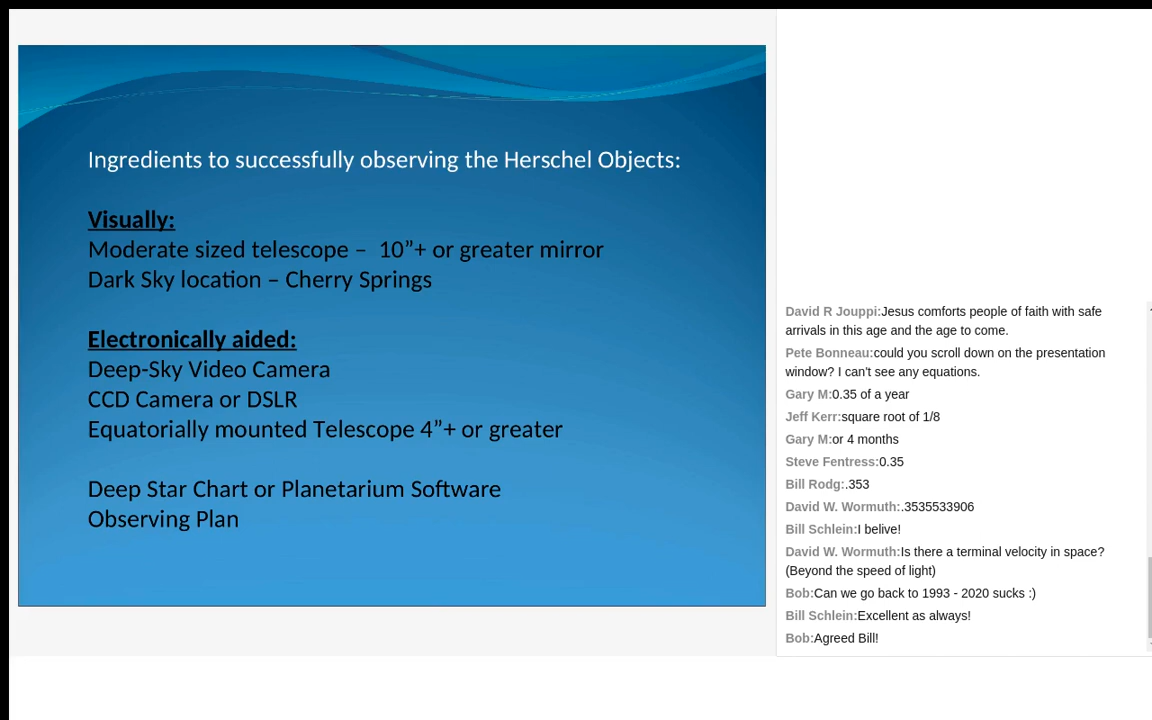 Ingredients to successfully observing the Herschel Objects:
Visually:
Moderate sized telescope –  10”+ or greater mirror
Dark Sky location – Cherry Springs
Electronically aided:
Deep-Sky Video Camera
CCD Camera or DSLR
Equatorially mounted Telescope 4”+ or greater
Deep Star Chart or Planetarium Software
Observing Plan
David R Jouppi:Jesus comforts people of faith with safe
arrivals in this age and the age to come.
Pete Bonneau:could you scroll down on the presentation
window? I can't see any equations.
Gary M:0.35 of a year
Jeff Kerr:square root of 1/8
Gary M:or 4 months
Steve Fentress:0.35
Bill Rodg:.353
David W. Wormuth:.3535533906
Bill Schlein:I belive!
David W. Wormuth:Is there a terminal velocity in space?
(Beyond the speed of light)
Bob:Can we go back to 1993 - 2020 sucks :)
Bill Schlein:Excellent as always!
Bob:Agreed Bill!